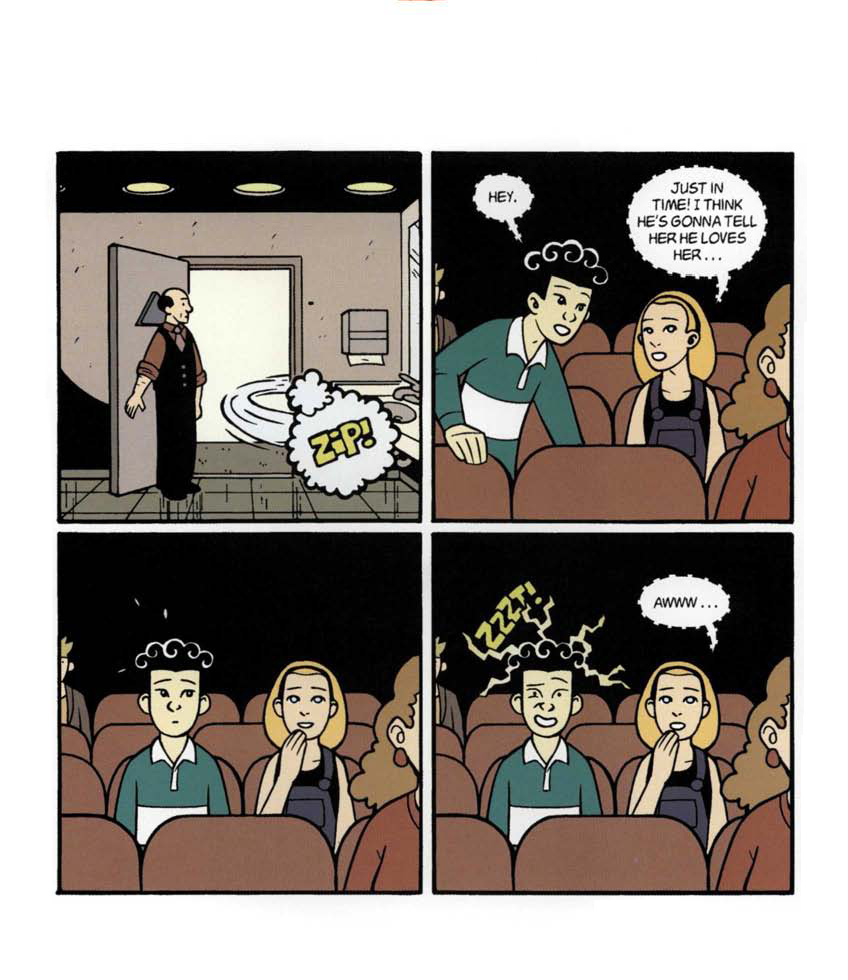 ZIP!
HEY.
JUST IN
TIME! I THINK
HE'S GONNA TELL
HER HE LOVES
HER...
ZZZT!
AWWW...